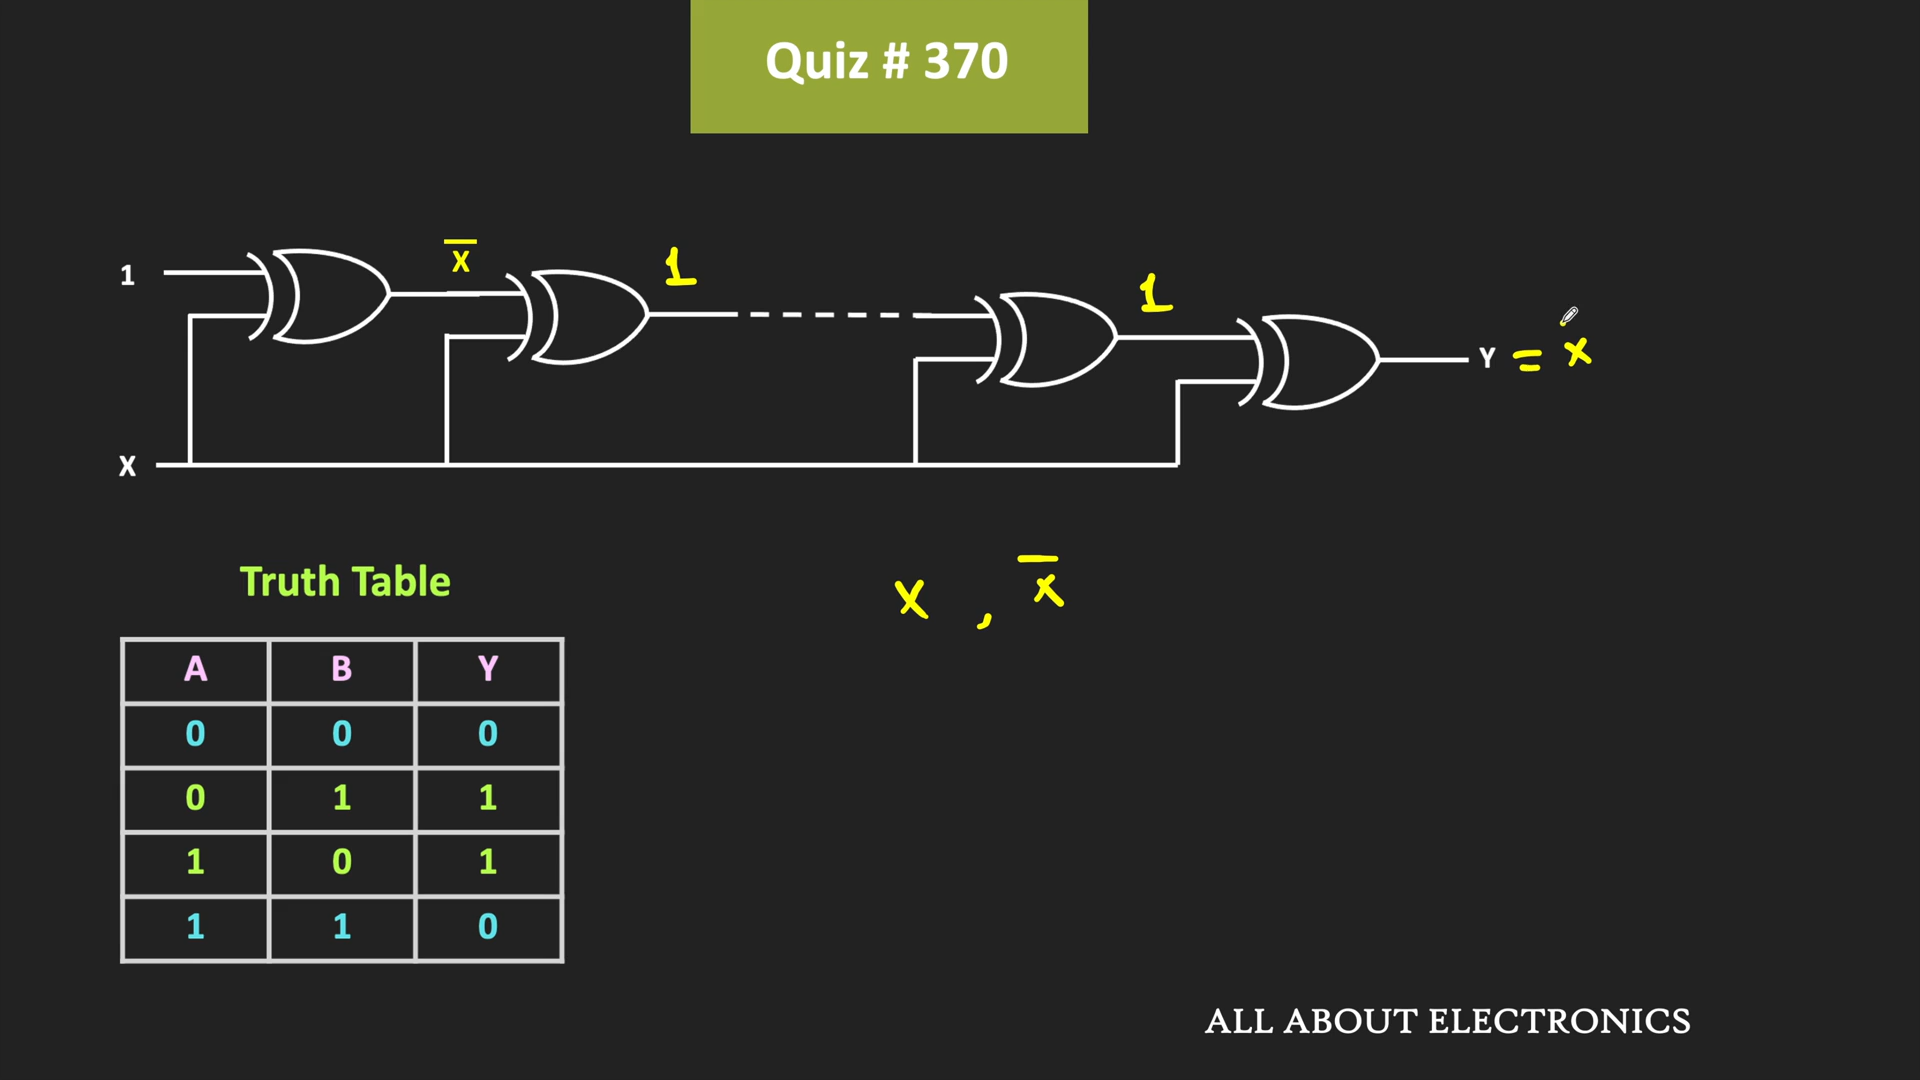 Quiz # 370
1
X̅
1
1
X
Y = x
Truth Table
x , x̅
A B Y
0 0 0
0 1 1
1 0 1
1 1 0
ALL ABOUT ELECTRONICS